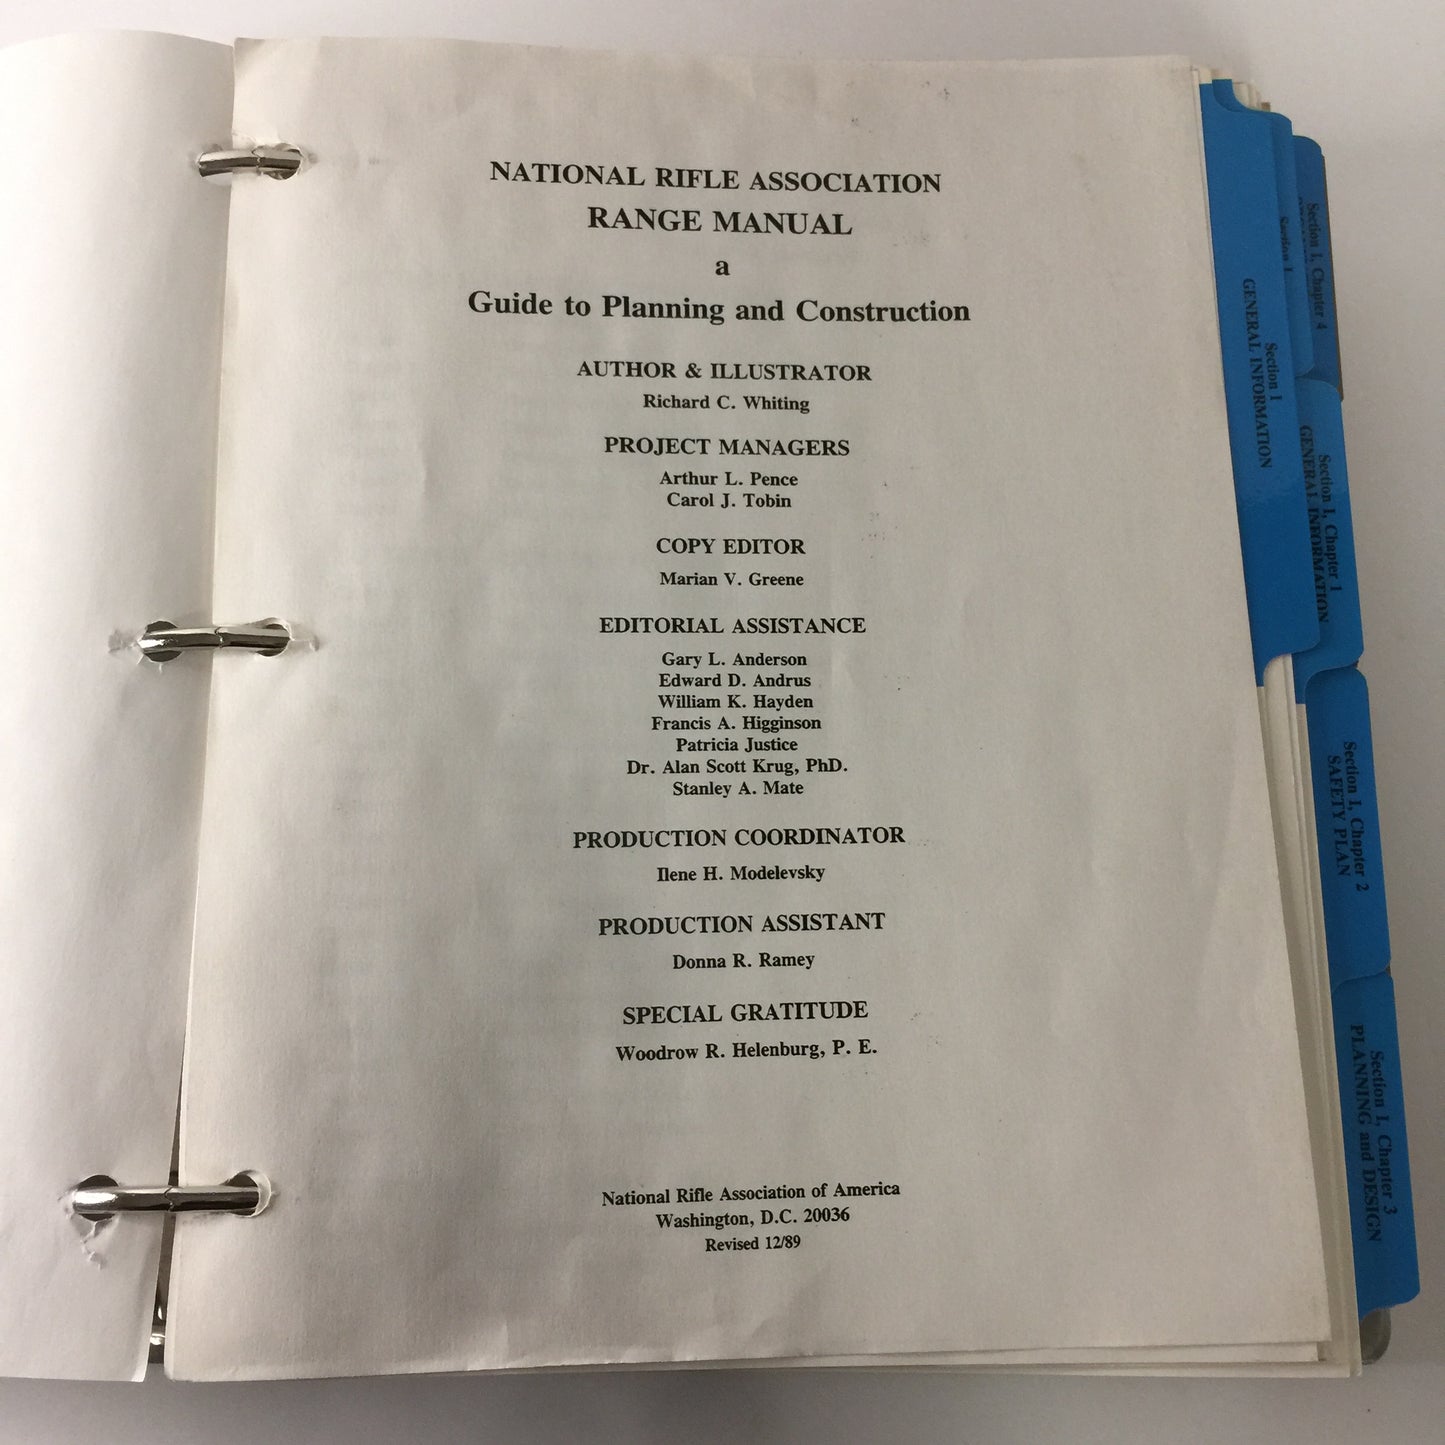 NATIONAL RIFLE ASSOCIATION
RANGE MANUAL
a
Guide to Planning and Construction
AUTHOR & ILLUSTRATOR
Richard C. Whiting
PROJECT MANAGERS
Arthur L. Pence
Carol J. Tobin
COPY EDITOR
Marian V. Greene
EDITORIAL ASSISTANCE
Gary L. Anderson
Edward D. Andrus
William K. Hayden
Francis A. Higginson
Patricia Justice
Dr. Alan Scott Krug, PhD.
Stanley A. Mate
PRODUCTION COORDINATOR
Ilene H. Modelevsky
PRODUCTION ASSISTANT
Donna R. Ramey
SPECIAL GRATITUDE
Woodrow R. Helenburg, P. E.
National Rifle Association of America
Washington, D.C. 20036
Revised 12/89
Section I
GENERAL INFORMATION
Section I
Section I, Chapter 4
Section I, Chapter 1
GENERAL INFORMATION
Section I, Chapter 2
SAFETY PLAN
Section I, Chapter 3
PLANNING and DESIGN